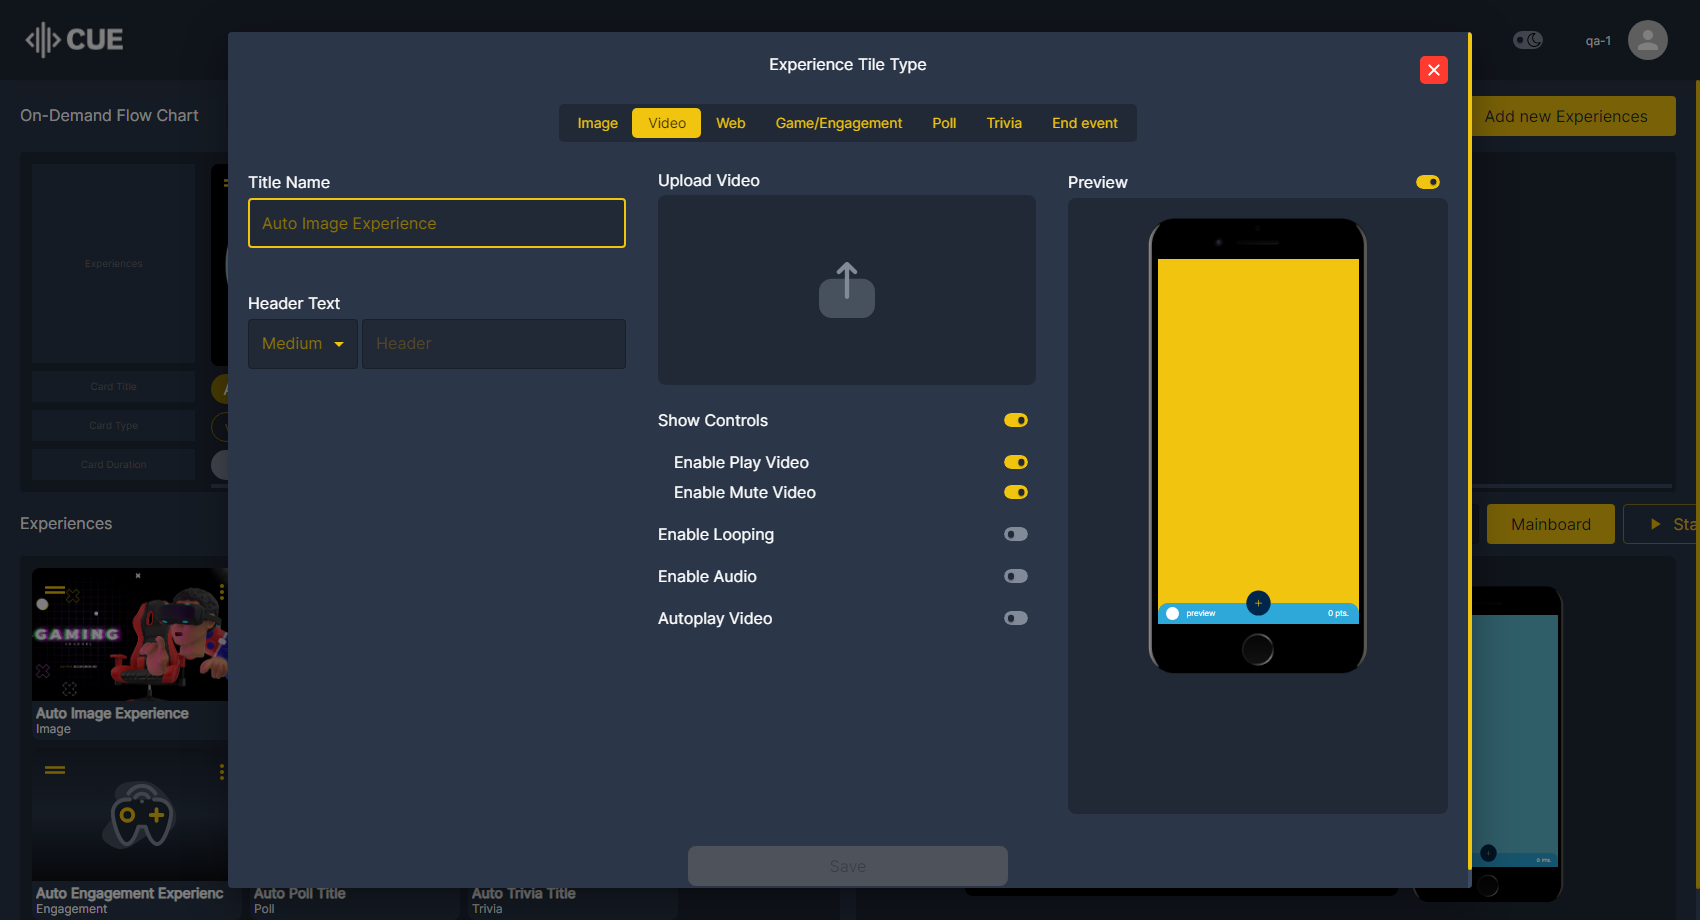 CUE
Experience Tile Type
qa-1
On-Demand Flow Chart
Image
Video
Web
Game/Engagement
Poll
Trivia
End event
Add new Experiences
Title Name
Upload Video
Preview
Auto Image Experience
Experiences
Header Text
Medium
Header
Card Title
Card Type
Card Duration
Show Controls
Enable Play Video
Enable Mute Video
Enable Looping
Enable Audio
Autoplay Video
preview
0 pts.
Experiences
Mainboard
Sta
GAMING
Auto Image Experience
Image
Save
0 pts.
Auto Engagement Experienc
Engagement
Auto Poll Title
Poll
Auto Trivia Title
Trivia